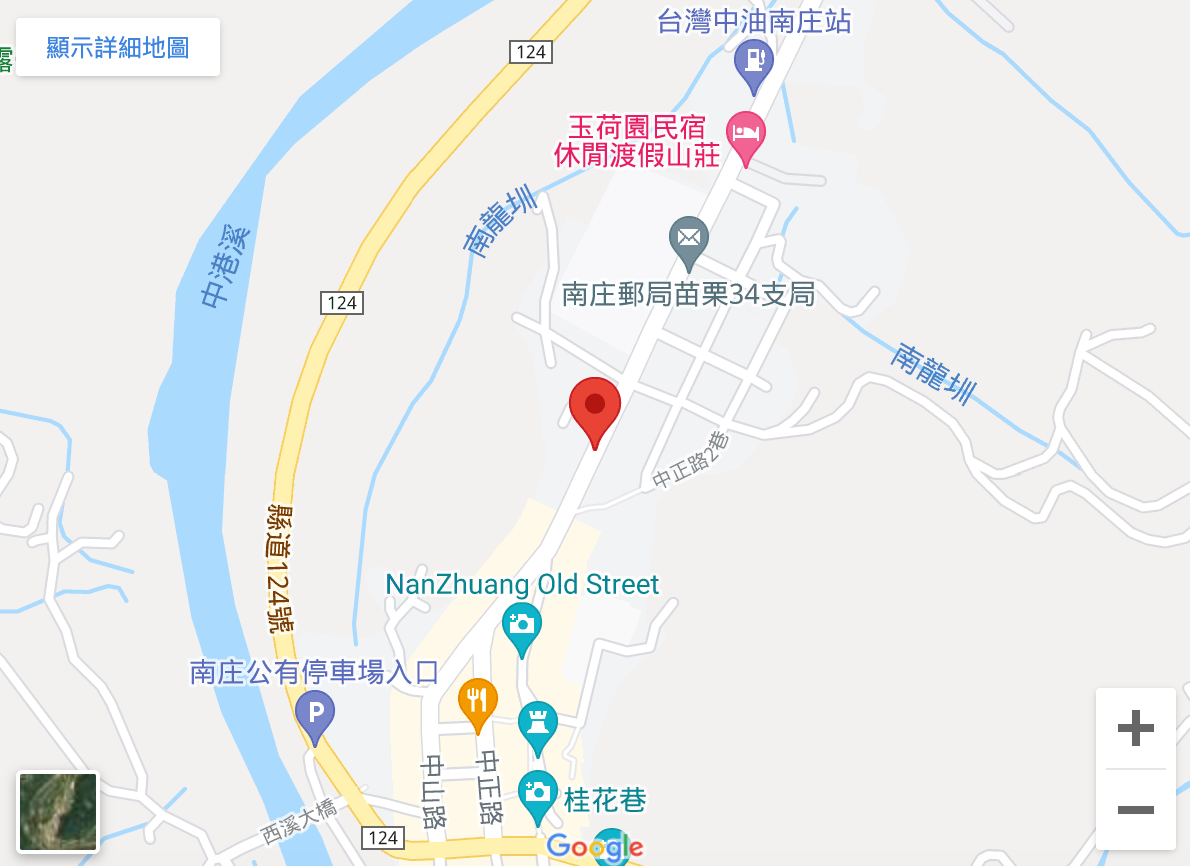 台灣中油南庄站
顯示詳細地圖
124
露
玉荷園民宿
休閒渡假山莊
南龍圳
中港溪
南庄郵局苗栗34支局
124
南龍圳
中正路2巷
縣道124號
NanZhuang Old Street
南庄公有停車場入口
P
中山路
中正路
桂花巷
西溪大橋
124
Google